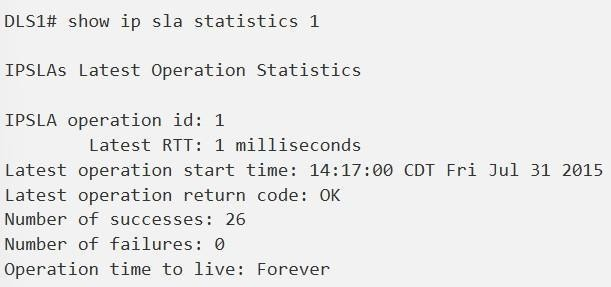 DLS1# show ip sla statistics 1
IPSLAs Latest Operation Statistics
IPSLA operation id: 1
Latest RTT: 1 milliseconds
Latest operation start time: 14:17:00 CDT Fri Jul 31 2015
Latest operation return code: OK
Number of successes: 26
Number of failures: 0
Operation time to live: Forever